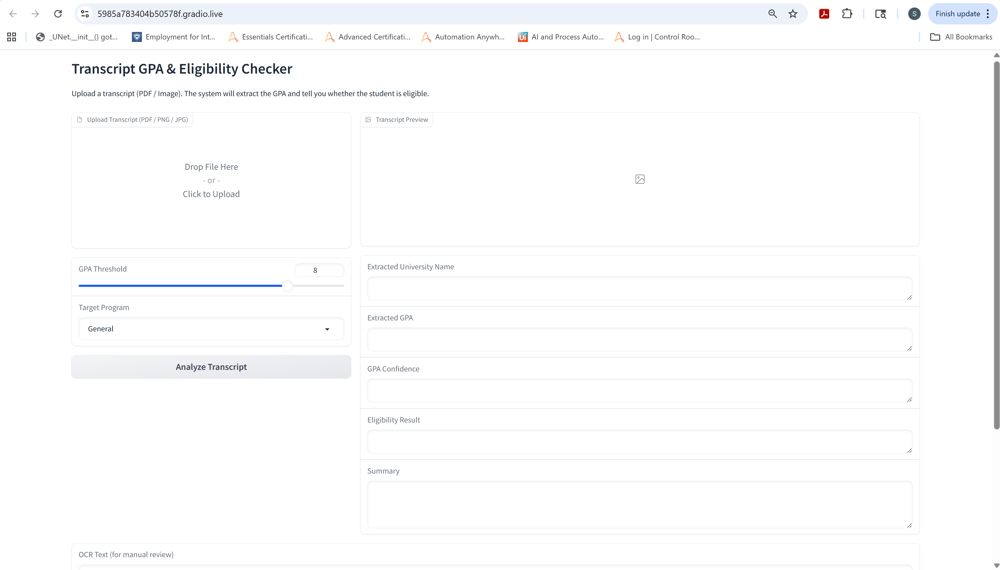 5985a783404b50578f.gradio.live
S
Finish update
_UNet.__init__() got...
Employment for Int...
Essentials Certificati...
Advanced Certificati...
Automation Anywh...
Ui
AI and Process Auto...
Log in | Control Roo...
All Bookmarks
Transcript GPA & Eligibility Checker
Upload a transcript (PDF / Image). The system will extract the GPA and tell you whether the student is eligible.
Upload Transcript (PDF / PNG / JPG)
Drop File Here
- or -
Click to Upload
Transcript Preview
GPA Threshold
8
Target Program
General
Analyze Transcript
Extracted University Name
Extracted GPA
GPA Confidence
Eligibility Result
Summary
OCR Text (for manual review)